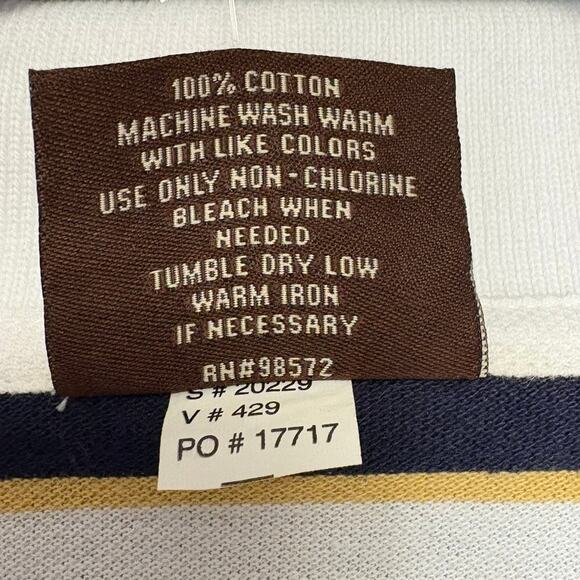 100% COTTON
MACHINE WASH WARM
WITH LIKE COLORS
USE ONLY NON-CHLORINE
BLEACH WHEN
NEEDED
TUMBLE DRY LOW
WARM IRON
IF NECESSARY
RN#98572
S # 20229
V # 429
PO # 17717